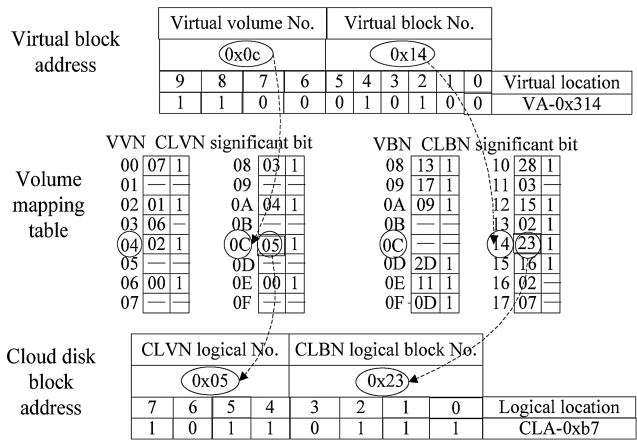 Virtual volume No. Virtual block No.
Virtual block address 0x0c 0x14
9 8 7 6 5 4 3 2 1 0 Virtual location
1 1 0 0 0 1 0 1 0 0 VA-0x314
VVN CLVN significant bit VBN CLBN significant bit
Volume mapping table
00 07 1 08 03 1 08 13 1 10 28 1
01 — — 09 — — 09 17 1 11 03 —
02 01 1 0A 04 1 0A 09 1 12 15 1
03 06 — 0B — — 0B — — 13 02 1
04 02 1 0C 05 1 0C — — 14 23 1
05 — — 0D — — 0D 2D 1 15 16 1
06 00 1 0E 00 1 0E 11 1 16 02 —
07 — — 0F — — 0F 0D 1 17 07 —
CLVN logical No. CLBN logical block No.
Cloud disk block address 0x05 0x23
7 6 5 4 3 2 1 0 Logical location
1 0 1 1 0 1 1 1 CLA-0xb7